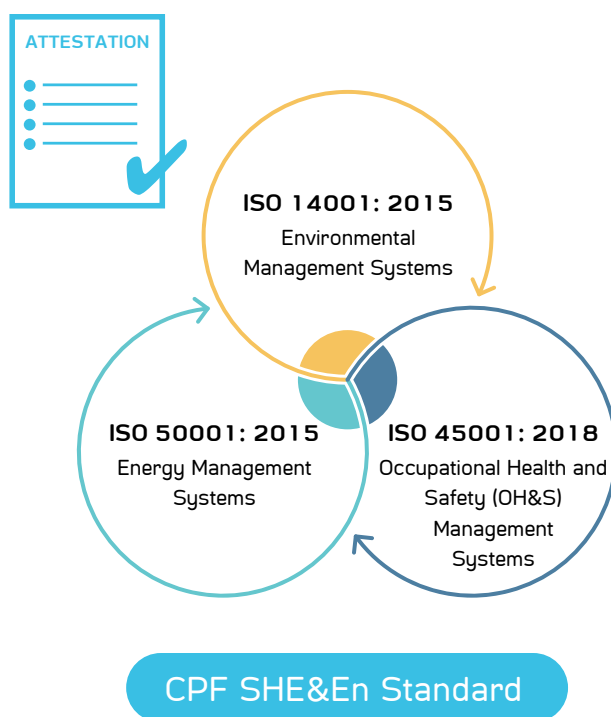 ATTESTATION
ISO 14001: 2015
Environmental
Management Systems
ISO 50001: 2015
Energy Management
Systems
ISO 45001: 2018
Occupational Health and
Safety (OH&S)
Management
Systems
CPF SHE&En Standard